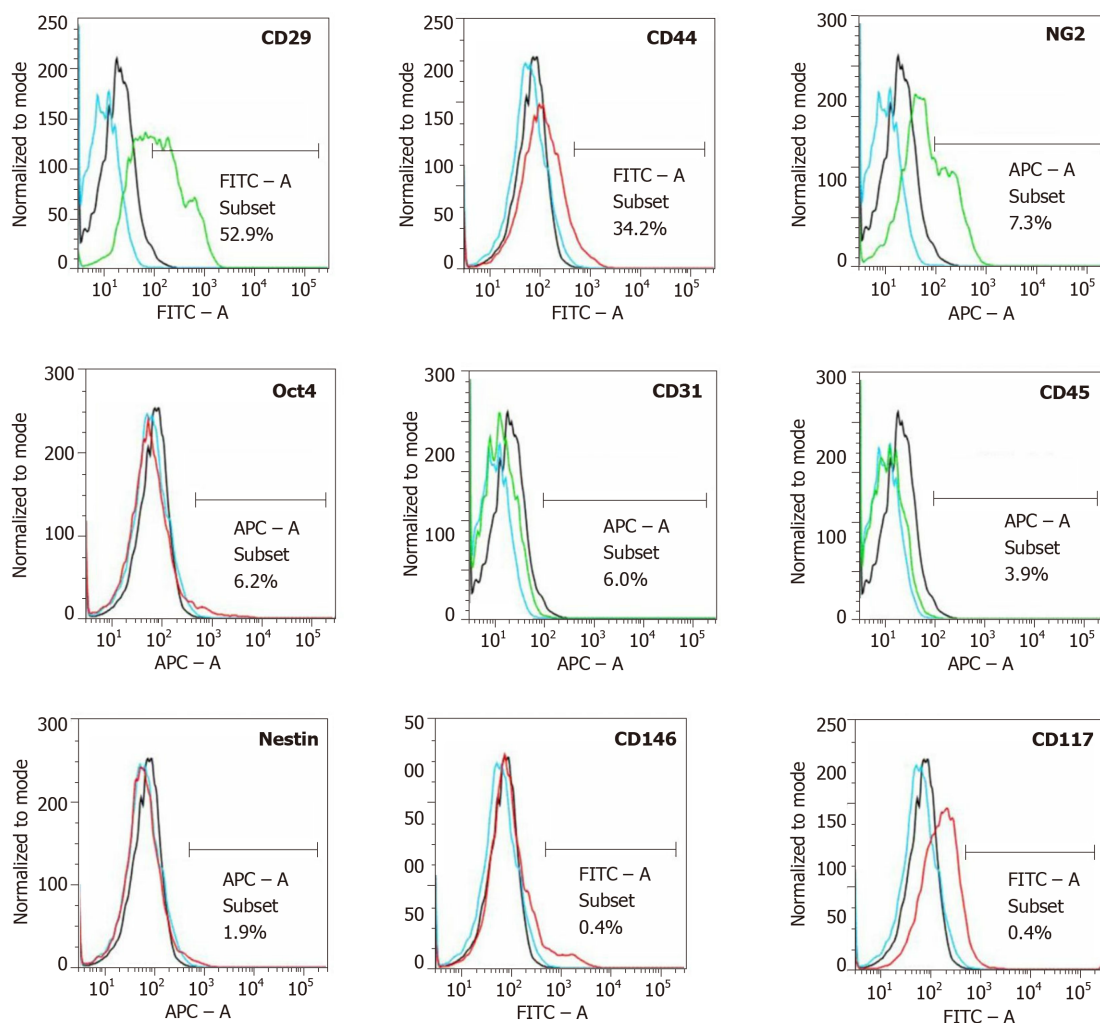 CD29
Normalized to mode
250
200
150
100
50
0
FITC – A
Subset
52.9%
10¹ 10² 10³ 10⁴ 10⁵
FITC – A
CD44
Normalized to mode
200
150
100
50
0
FITC – A
Subset
34.2%
10¹ 10² 10³ 10⁴ 10⁵
FITC – A
NG2
Normalized to mode
300
200
100
0
APC – A
Subset
7.3%
10¹ 10² 10³ 10⁴ 10⁵
APC – A
Oct4
Normalized to mode
300
200
100
0
APC – A
Subset
6.2%
10¹ 10² 10³ 10⁴ 10⁵
APC – A
CD31
Normalized to mode
300
200
100
0
APC – A
Subset
6.0%
10¹ 10² 10³ 10⁴ 10⁵
APC – A
CD45
Normalized to mode
300
200
100
0
APC – A
Subset
3.9%
10¹ 10² 10³ 10⁴ 10⁵
APC – A
Nestin
Normalized to mode
300
200
100
0
APC – A
Subset
1.9%
10¹ 10² 10³ 10⁴ 10⁵
APC – A
CD146
50
00
00
50
50
0
FITC – A
Subset
0.4%
10¹ 10² 10³ 10⁴ 10⁵
FITC – A
CD117
Normalized to mode
250
200
150
100
50
0
FITC – A
Subset
0.4%
10¹ 10² 10³ 10⁴ 10⁵
FITC – A